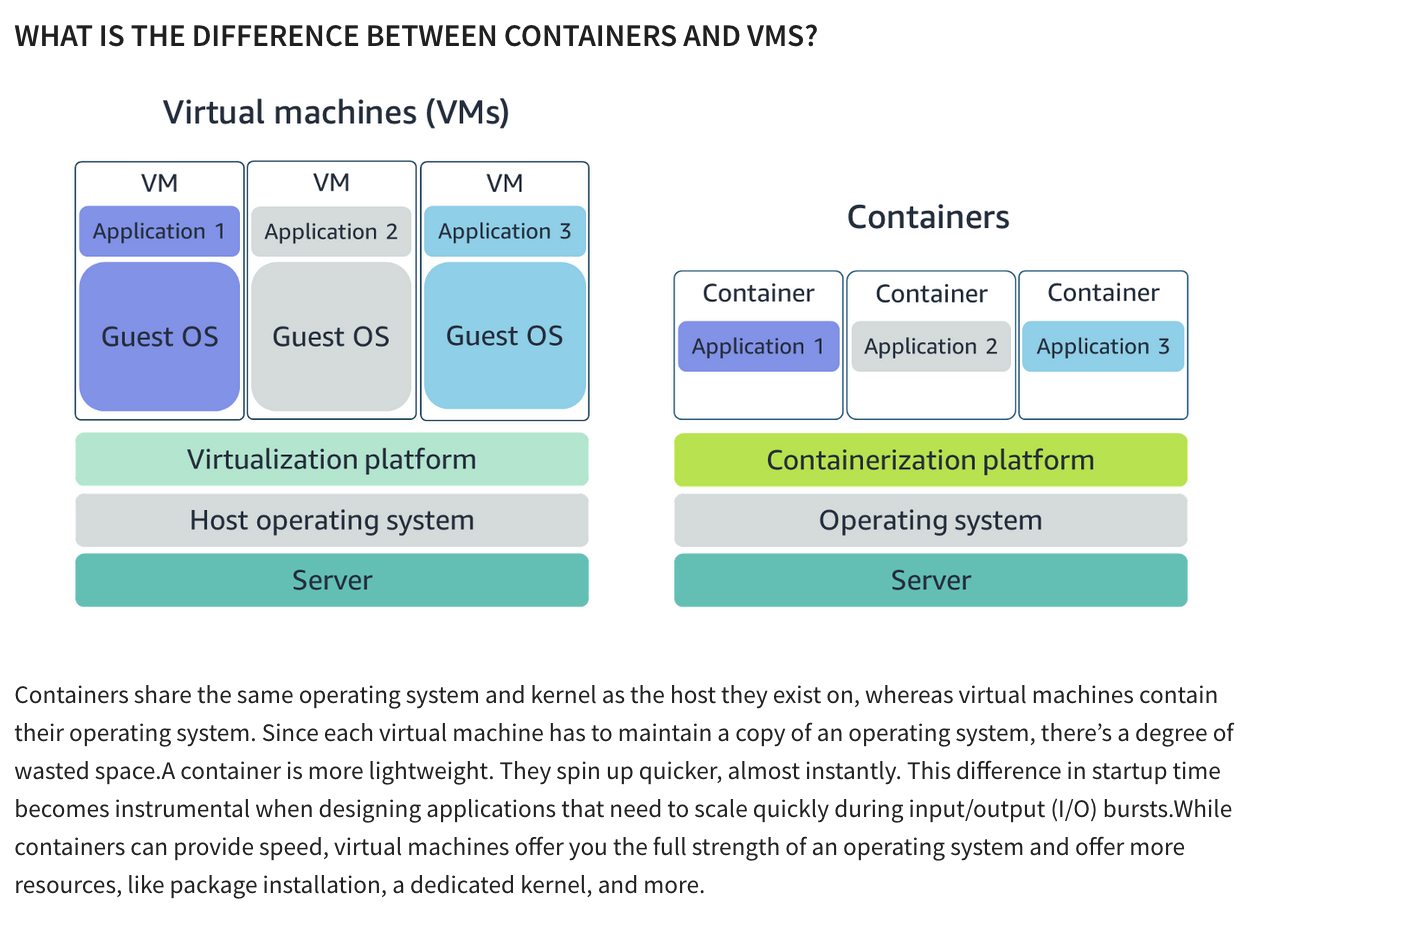 WHAT IS THE DIFFERENCE BETWEEN CONTAINERS AND VMS?
Virtual machines (VMs)
VM
VM
VM
Application 1
Application 2
Application 3
Guest OS
Guest OS
Guest OS
Virtualization platform
Host operating system
Server
Containers
Container
Container
Container
Application 1
Application 2
Application 3
Containerization platform
Operating system
Server
Containers share the same operating system and kernel as the host they exist on, whereas virtual machines contain
their operating system. Since each virtual machine has to maintain a copy of an operating system, there’s a degree of
wasted space.A container is more lightweight. They spin up quicker, almost instantly. This difference in startup time
becomes instrumental when designing applications that need to scale quickly during input/output (I/O) bursts.While
containers can provide speed, virtual machines offer you the full strength of an operating system and offer more
resources, like package installation, a dedicated kernel, and more.